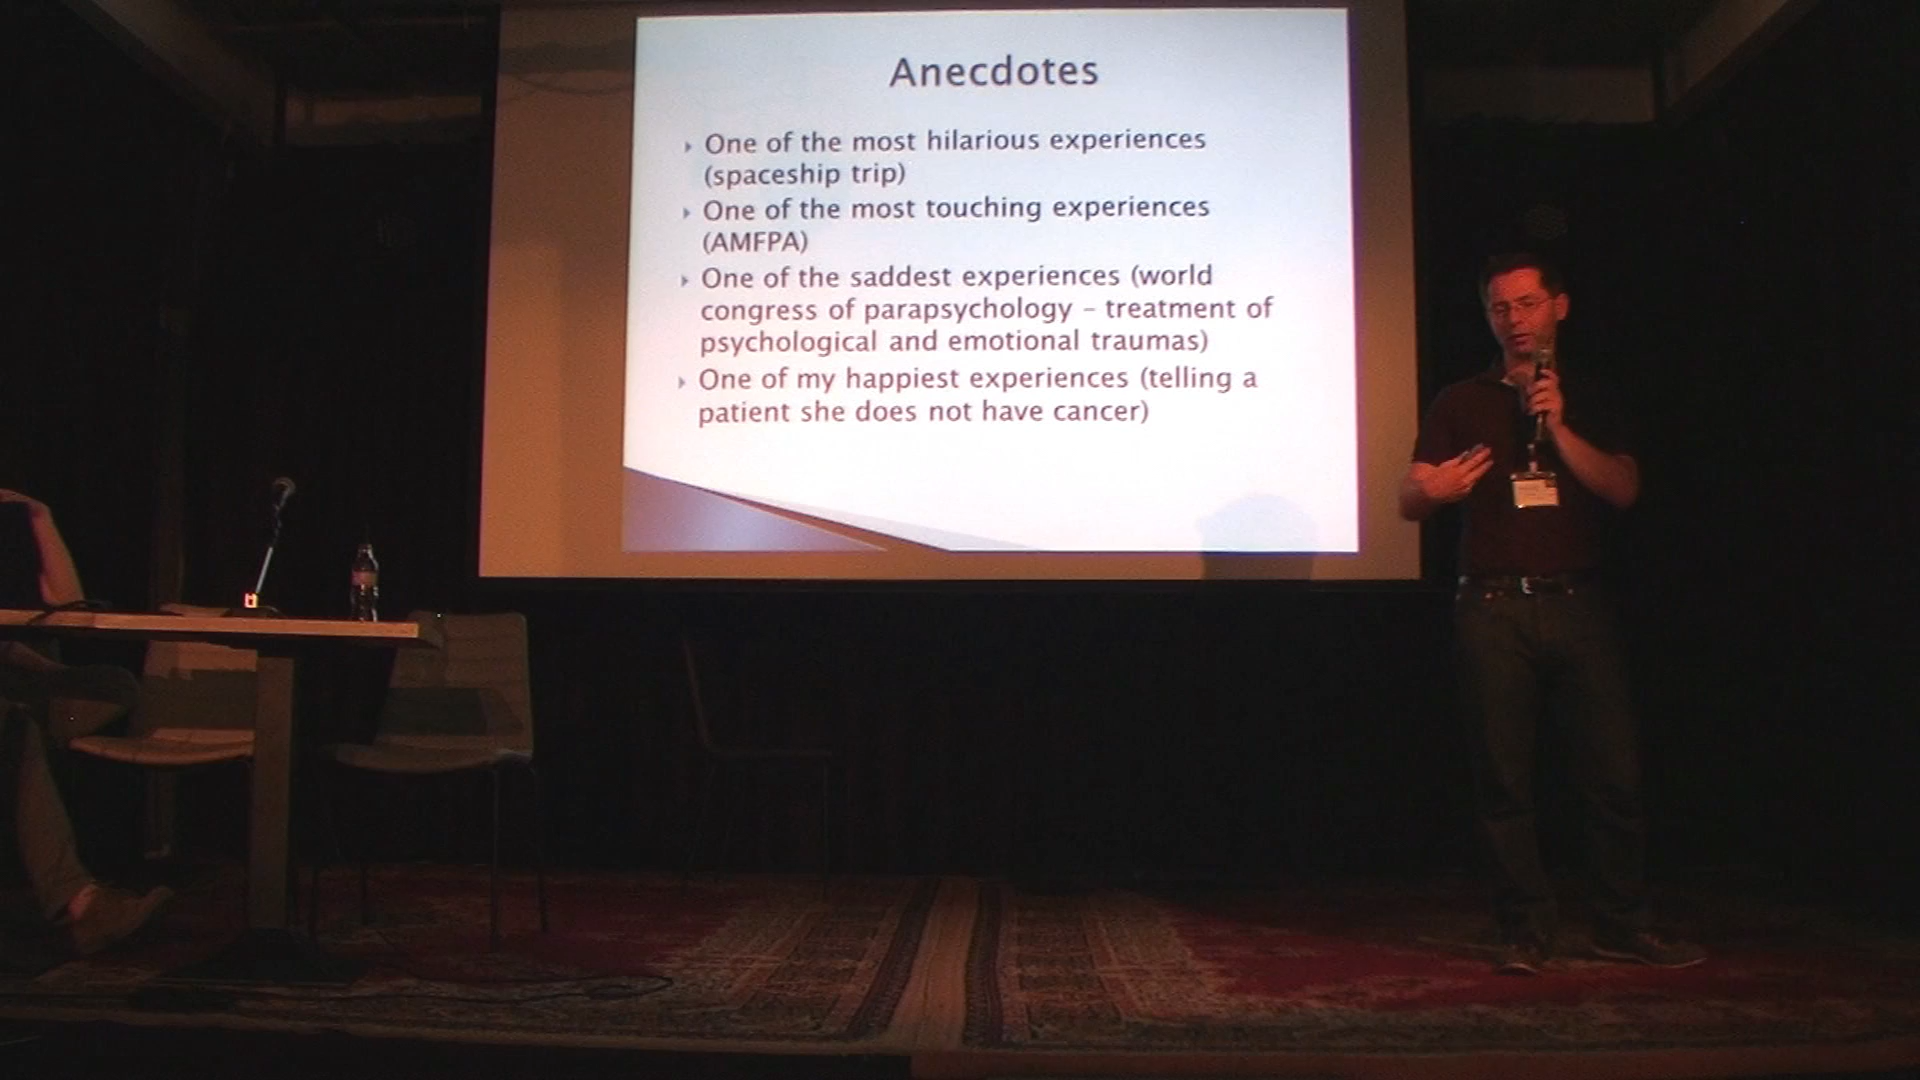 Anecdotes
One of the most hilarious experiences
(spaceship trip)
One of the most touching experiences
(AMFPA)
One of the saddest experiences (world
congress of parapsychology – treatment of
psychological and emotional traumas)
One of my happiest experiences (telling a
patient she does not have cancer)